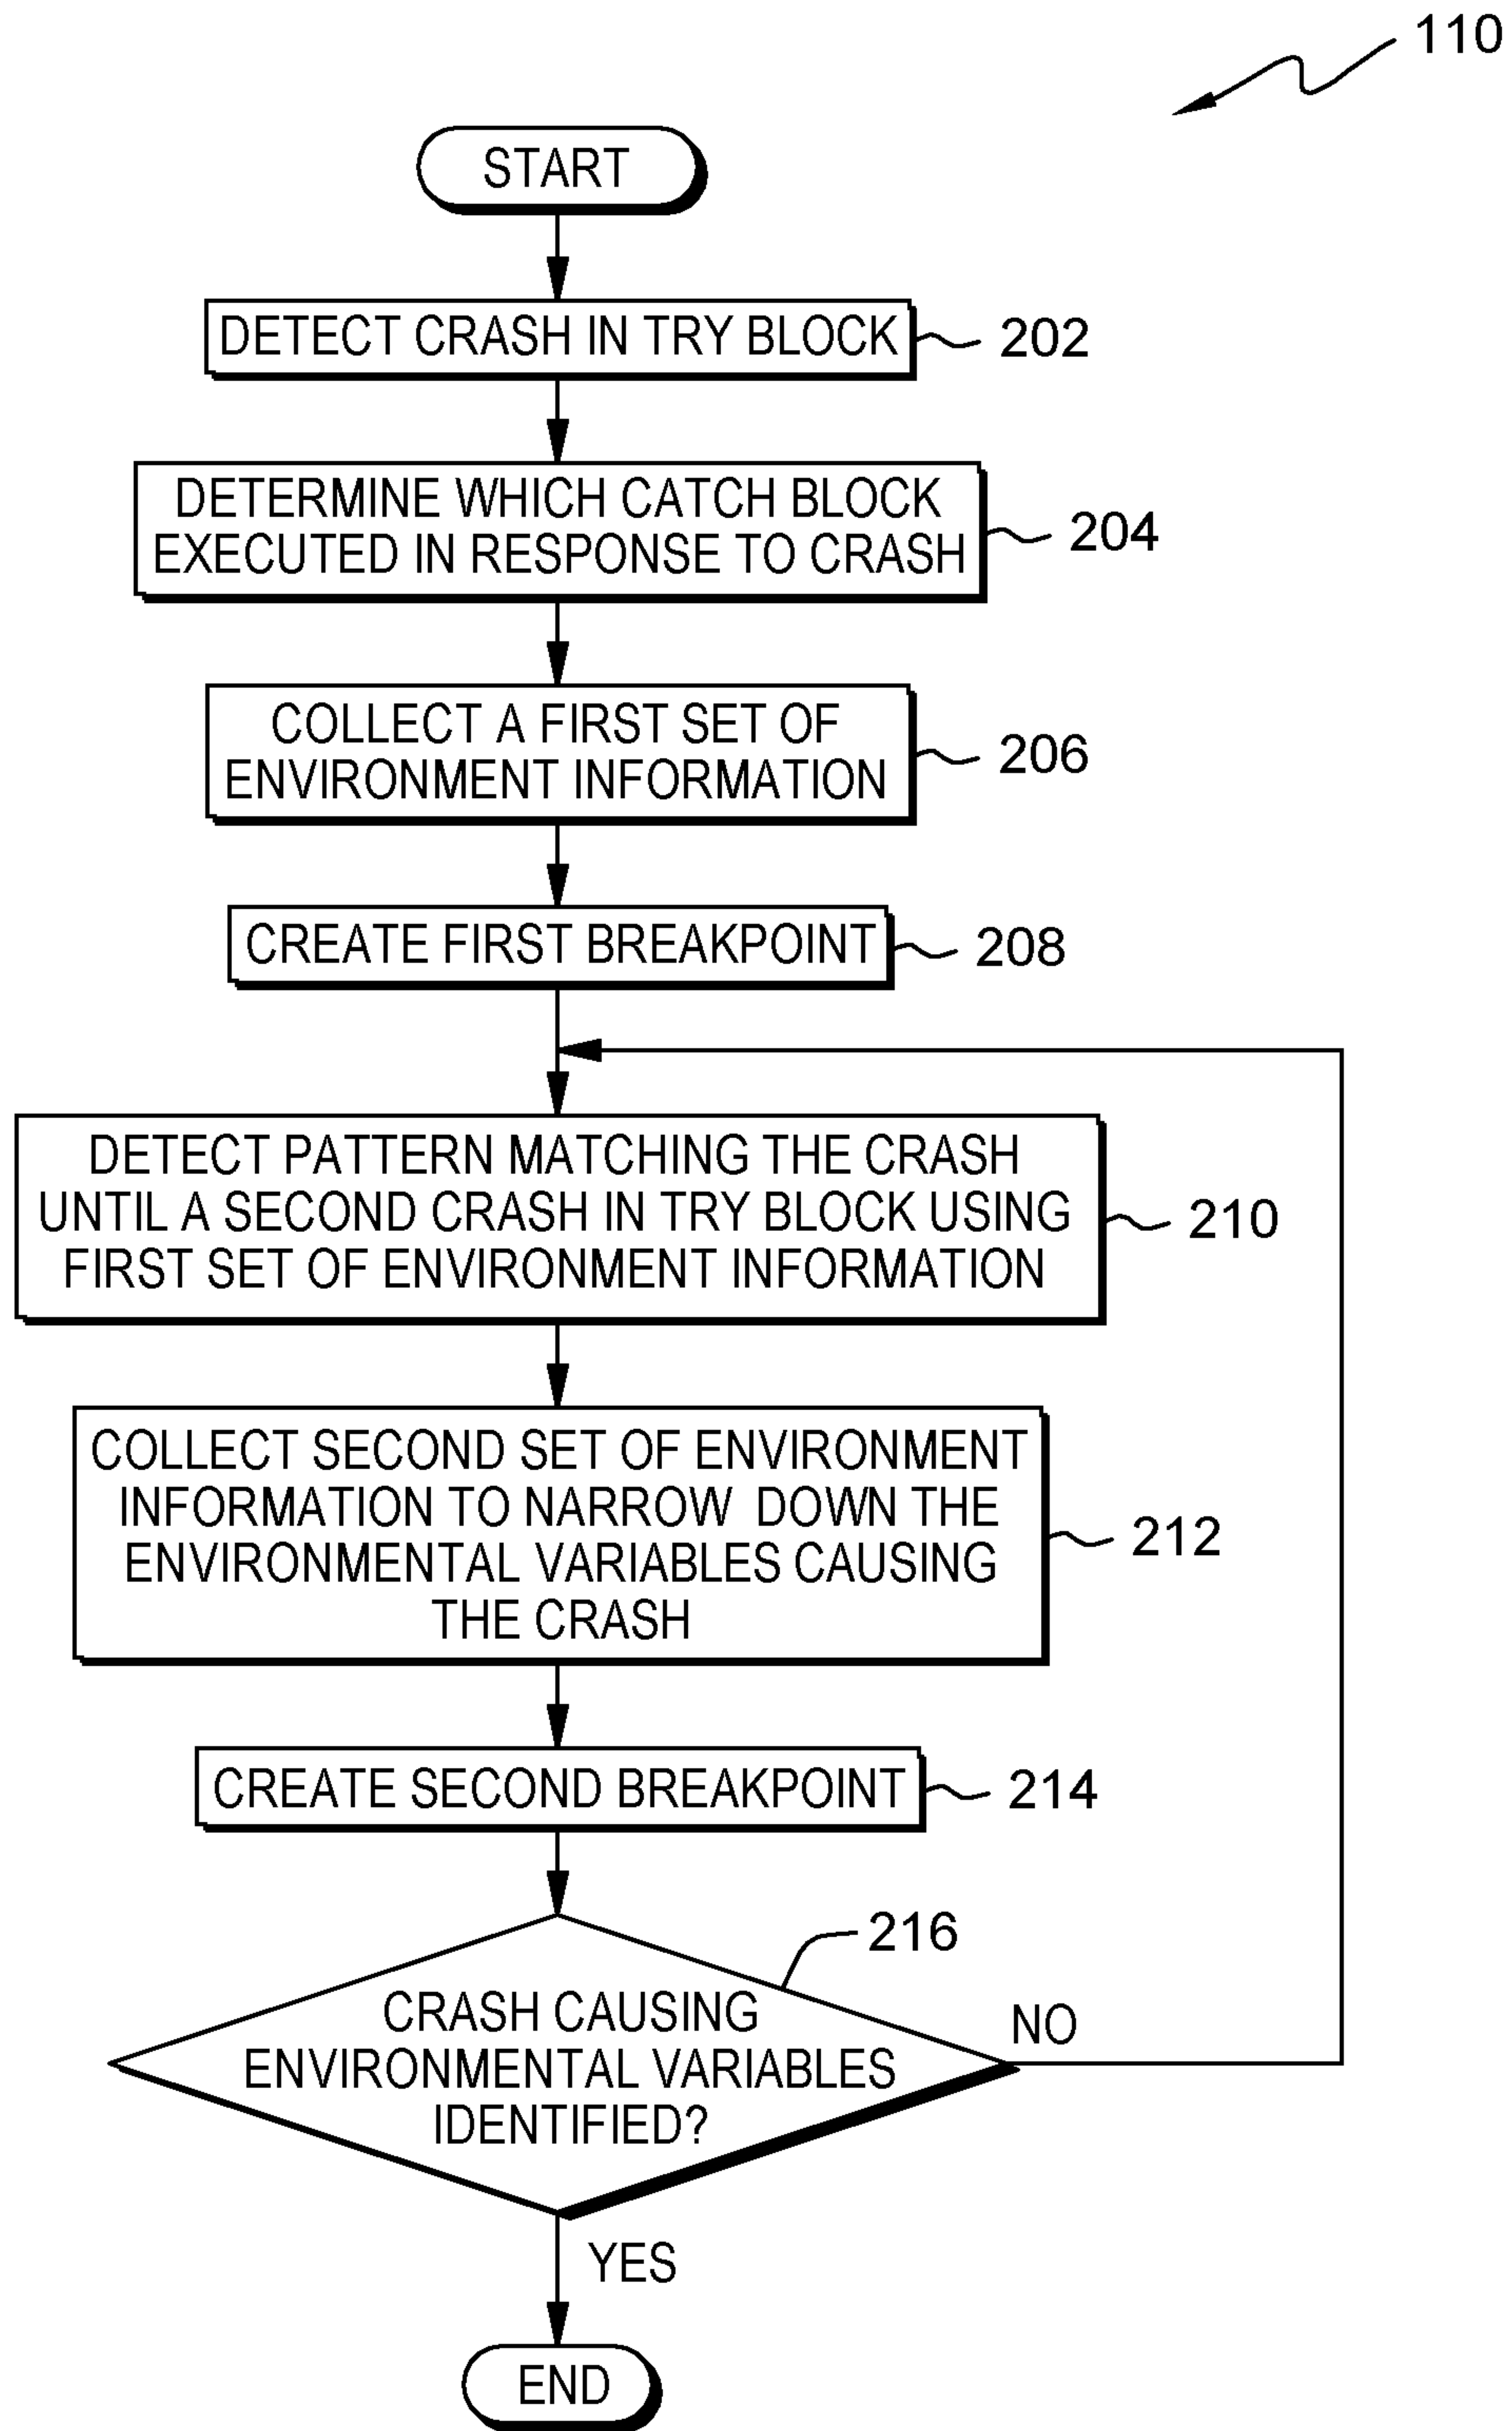 110
START
DETECT CRASH IN TRY BLOCK
202
DETERMINE WHICH CATCH BLOCK
EXECUTED IN RESPONSE TO CRASH
204
COLLECT A FIRST SET OF
ENVIRONMENT INFORMATION
206
CREATE FIRST BREAKPOINT
208
DETECT PATTERN MATCHING THE CRASH
UNTIL A SECOND CRASH IN TRY BLOCK USING
FIRST SET OF ENVIRONMENT INFORMATION
210
COLLECT SECOND SET OF ENVIRONMENT
INFORMATION TO NARROW DOWN THE
ENVIRONMENTAL VARIABLES CAUSING
THE CRASH
212
CREATE SECOND BREAKPOINT
214
216
CRASH CAUSING
ENVIRONMENTAL VARIABLES
IDENTIFIED?
NO
YES
END